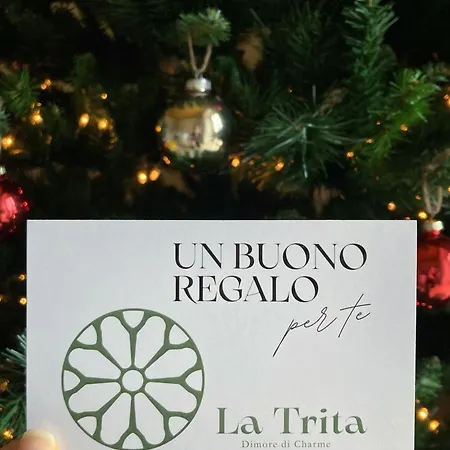 UN BUONO
REGALO
per te
La Trita
Dimore di Charme